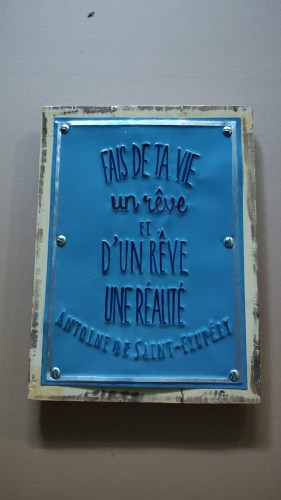 FAIS DE TA VIE
un rêve
ET
D'UN RÊVE
UNE RÉALITÉ
ANTOINE DE SAINT-EXUPÉRY